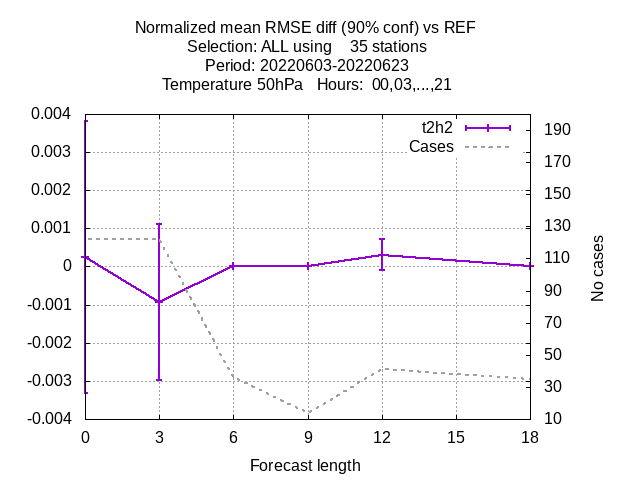 Normalized mean RMSE diff (90% conf) vs REF
Selection: ALL using    35 stations
Period: 20220603-20220623
Temperature 50hPa   Hours:  00,03,...,21
t2h2
Cases
0.004
0.003
0.002
0.001
0
-0.001
-0.002
-0.003
-0.004
190
170
150
130
110
90
70
50
30
10
No cases
0 3 6 9 12 15 18
Forecast length